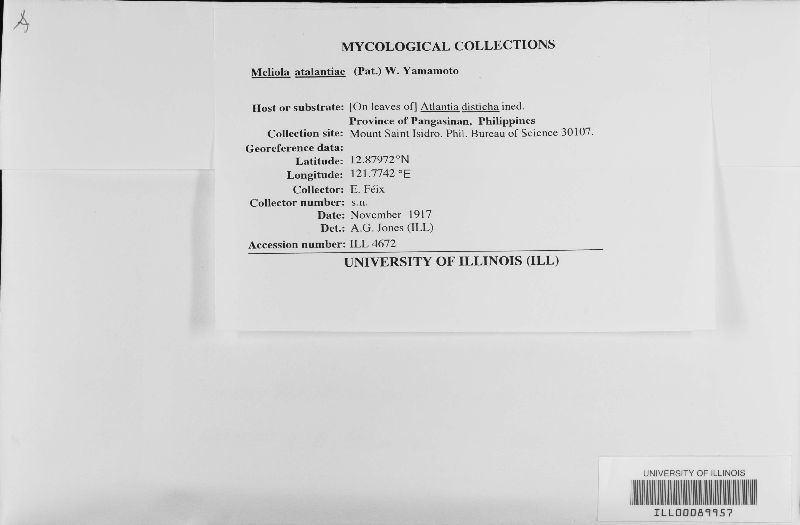 MYCOLOGICAL COLLECTIONS
Meliola atalantiae (Pat.) W. Yamamoto
Host or substrate: [On leaves of] Atlantia disticha ined.
Province of Pangasinan, Philippines
Collection site: Mount Saint Isidro. Phil. Bureau of Science 30107.
Georeference data:
Latitude: 12.87972°N
Longitude: 121.7742 °E
Collector: E. Féix
Collector number: s.n.
Date: November 1917
Det.: A.G. Jones (ILL)
Accession number: ILL 4672
UNIVERSITY OF ILLINOIS (ILL)
UNIVERSITY OF ILLINOIS
ILL00089957